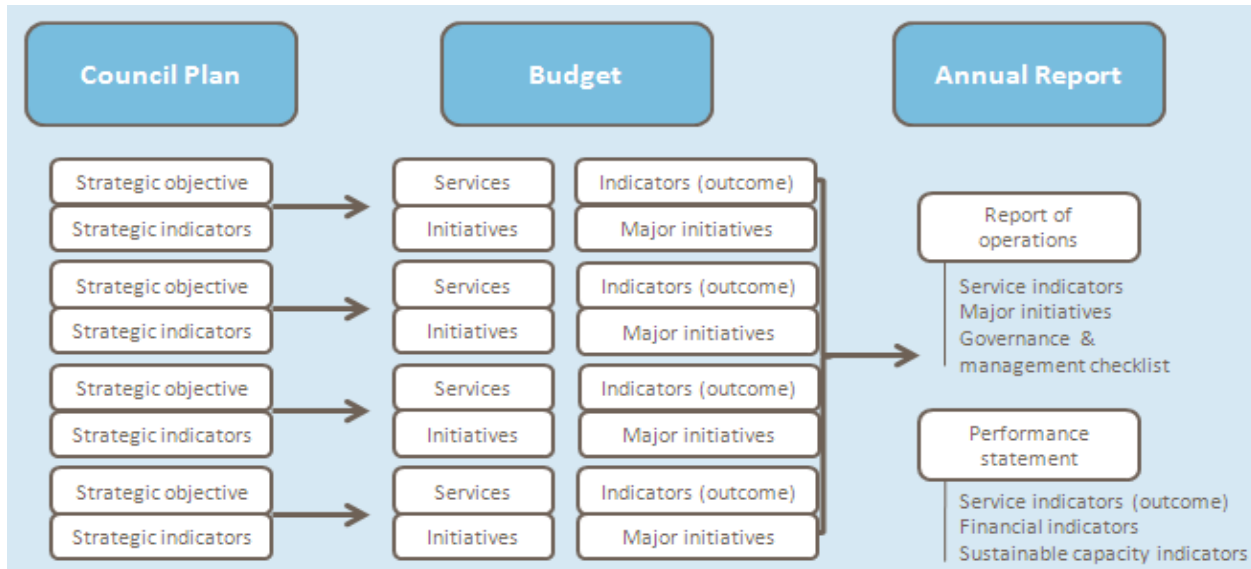 Council Plan
Budget
Annual Report
Strategic objective
Strategic indicators
Strategic objective
Strategic indicators
Strategic objective
Strategic indicators
Strategic objective
Strategic indicators
Services
Indicators (outcome)
Initiatives
Major initiatives
Services
Indicators (outcome)
Initiatives
Major initiatives
Services
Indicators (outcome)
Initiatives
Major initiatives
Services
Indicators (outcome)
Initiatives
Major initiatives
Report of
operations
Service indicators
Major initiatives
Governance &
management checklist
Performance
statement
Service indicators (outcome)
Financial indicators
Sustainable capacity indicators